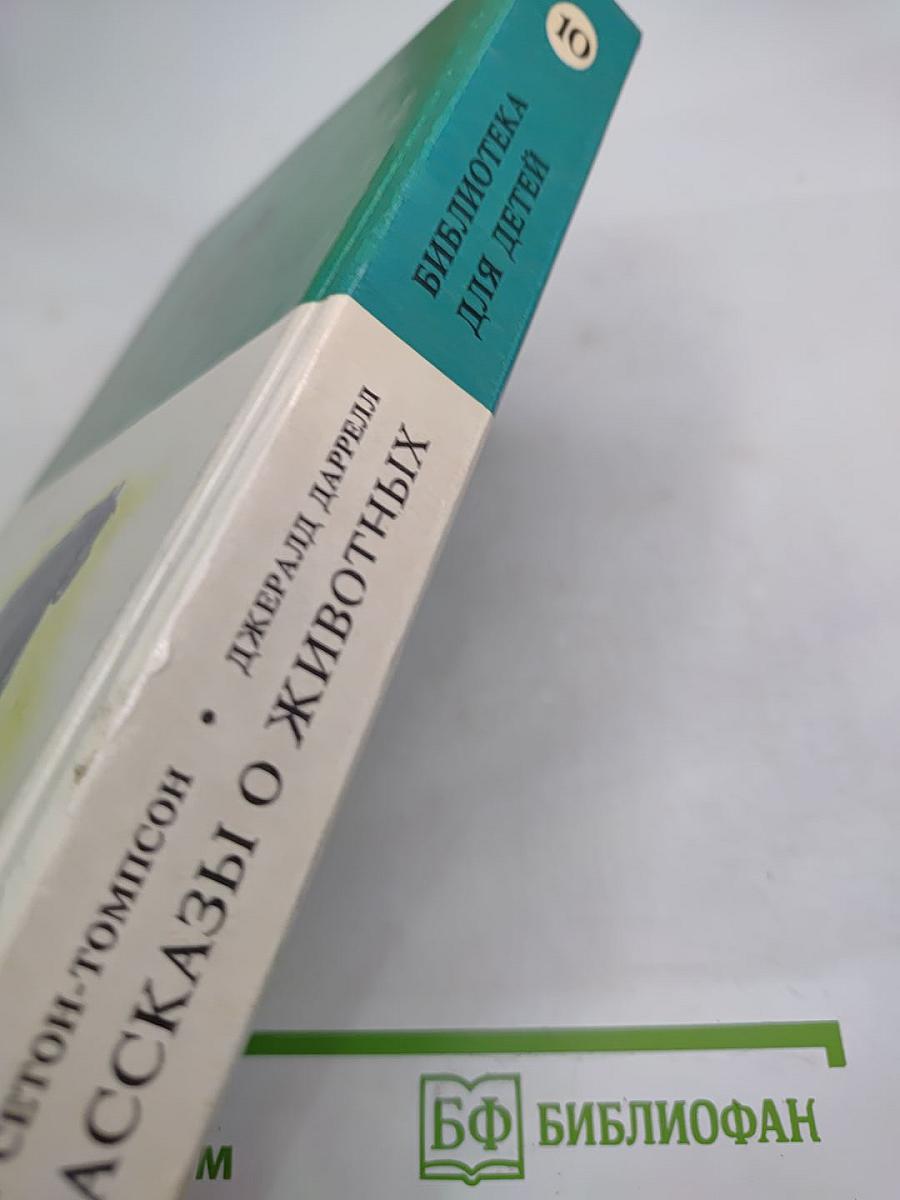 10
БИБЛИОТЕКА
ДЛЯ ДЕТЕЙ
СЕТОН-ТОМПСОН • ДЖЕРАЛД ДАРРЕЛЛ
АССКАЗЫ О ЖИВОТНЫХ
БФ БИБЛИОФАН
М